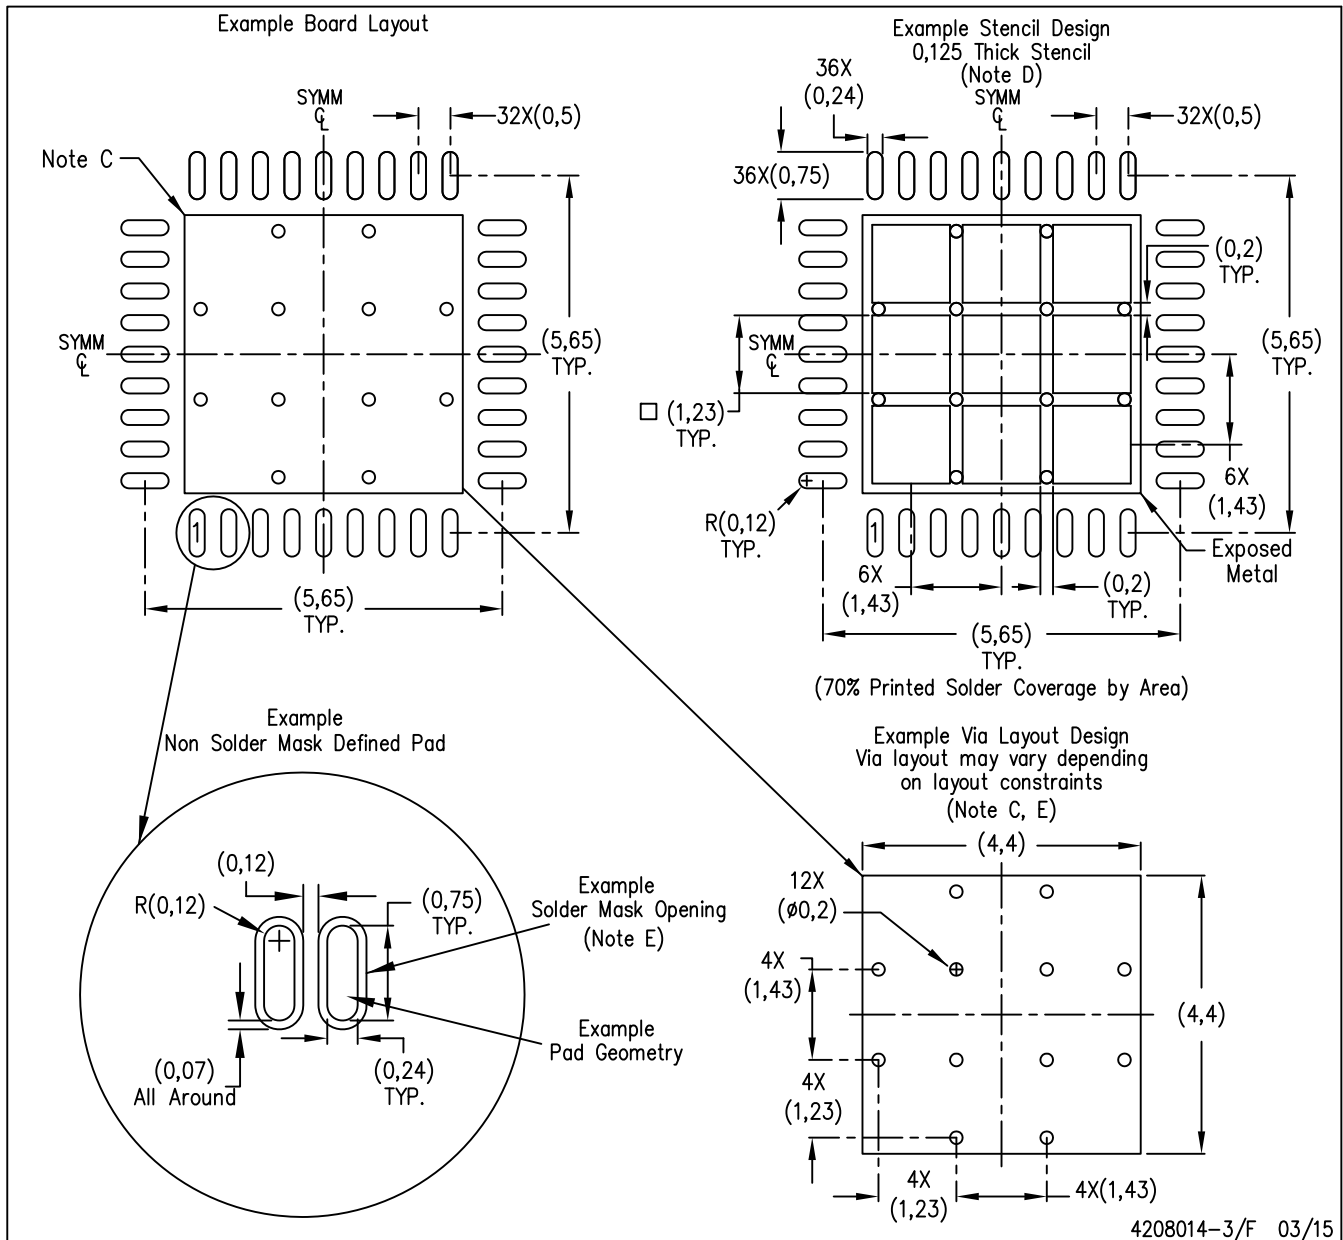 Example Board Layout
SYMM
℄
32X(0,5)
Note C
SYMM
℄
(5,65)
TYP.
1
(5,65)
TYP.
Example Stencil Design
0,125 Thick Stencil
(Note D)
36X
(0,24)
SYMM
℄
32X(0,5)
36X(0,75)
(0,2)
TYP.
SYMM
℄
(5,65)
TYP.
□ (1,23)
TYP.
6X
(1,43)
R(0,12)
TYP.
1
Exposed
Metal
6X
(1,43)
(0,2)
TYP.
(5,65)
TYP.
(70% Printed Solder Coverage by Area)
Example
Non Solder Mask Defined Pad
(0,12)
R(0,12)
(0,75)
TYP.
Example
Solder Mask Opening
(Note E)
Example
Pad Geometry
(0,07)
All Around
(0,24)
TYP.
Example Via Layout Design
Via layout may vary depending
on layout constraints
(Note C, E)
(4,4)
12X
(ø0,2)
4X
(1,43)
(4,4)
4X
(1,23)
4X
(1,23)
4X(1,43)
4208014-3/F 03/15